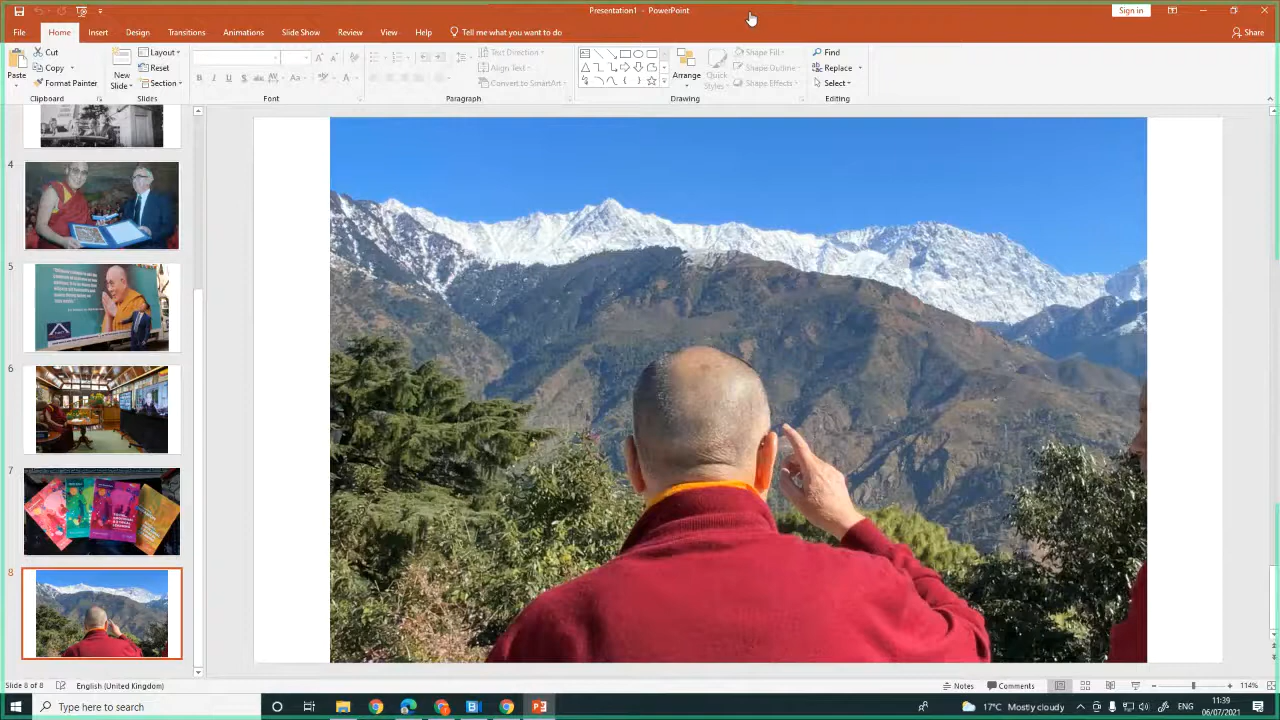 Presentation1 - PowerPoint
Sign in
File
Home
Insert
Design
Transitions
Animations
Slide Show
Review
View
Help
Tell me what you want to do
Share
Paste
Cut
Copy
Format Painter
Clipboard
New
Slide
Layout
Reset
Section
Slides
B
I
U
S
Font
Text Direction
Align Text
Convert to SmartArt
Paragraph
Arrange
Quick
Styles
Shape Fill
Shape Outline
Shape Effects
Drawing
Find
Replace
Select
Editing
4
5
6
7
8
Slide 8 of 8
English (United Kingdom)
Notes
Comments
114%
Type here to search
17°C Mostly cloudy
ENG
11:39
06/07/2021